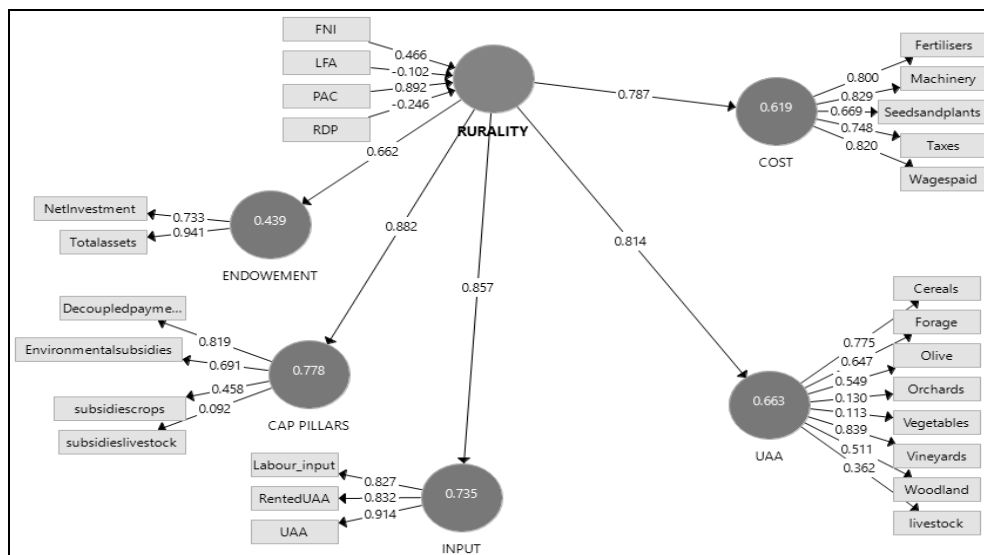 FNI
LFA
PAC
RDP
0.466
-0.102
0.892
-0.246
RURALITY
0.662
0.882
0.857
0.814
0.787
0.619
COST
0.800
0.829
0.669
0.748
0.820
Fertilisers
Machinery
Seedsandplants
Taxes
Wagespaid
NetInvestment
Totalassets
0.733
0.941
0.439
ENDOWEMENT
Decoupledpayme...
Environmentalsubsidies
subsidiescrops
subsidieslivestock
0.819
0.691
0.458
0.092
0.778
CAP PILLARS
Labour_input
RentedUAA
UAA
0.827
0.832
0.914
0.735
INPUT
0.663
UAA
0.775
0.647
0.549
0.130
0.113
0.839
0.511
0.362
Cereals
Forage
Olive
Orchards
Vegetables
Vineyards
Woodland
livestock